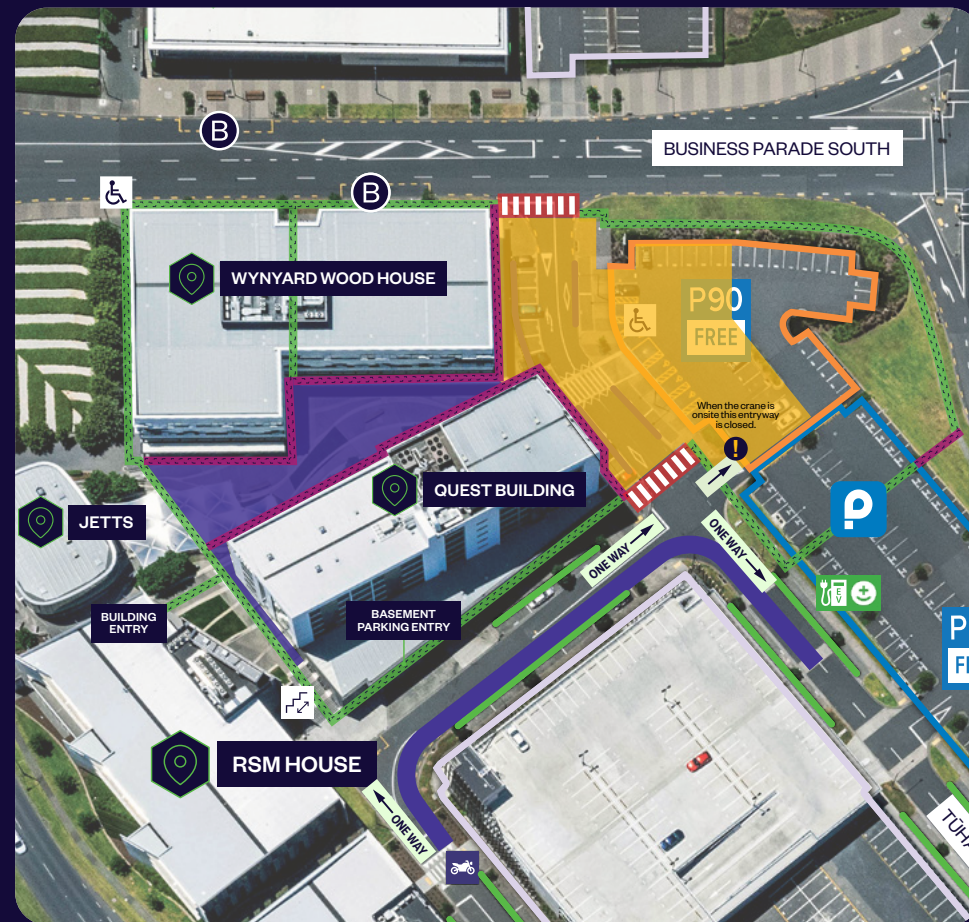 B
BUSINESS PARADE SOUTH
B
WYNYARD WOOD HOUSE
P90
FREE
When the crane is
onsite this entryway
is closed.
!
QUEST BUILDING
P
JETTS
ONE WAY
ONE WAY
EV
BUILDING
ENTRY
BASEMENT
PARKING ENTRY
P
RSM HOUSE
ONE WAY